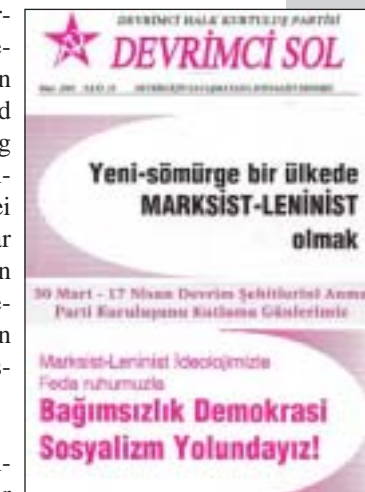 DEVRİMCİ HALK KURTULUŞ PARTİSİ
DEVRİMCİ SOL
Yeni-sömürge bir ülkede
MARKSİST-LENİNİST
olmak
30 Mart - 17 Nisan Devrim Şehitlerini Anma
Parti Kuruluşunu Kutlama Günlerimiz
Marksist-Leninist İdeolojimizle
Feda ruhumuzla
Bağımsızlık Demokrasi
Sosyalizm Yolundayız!